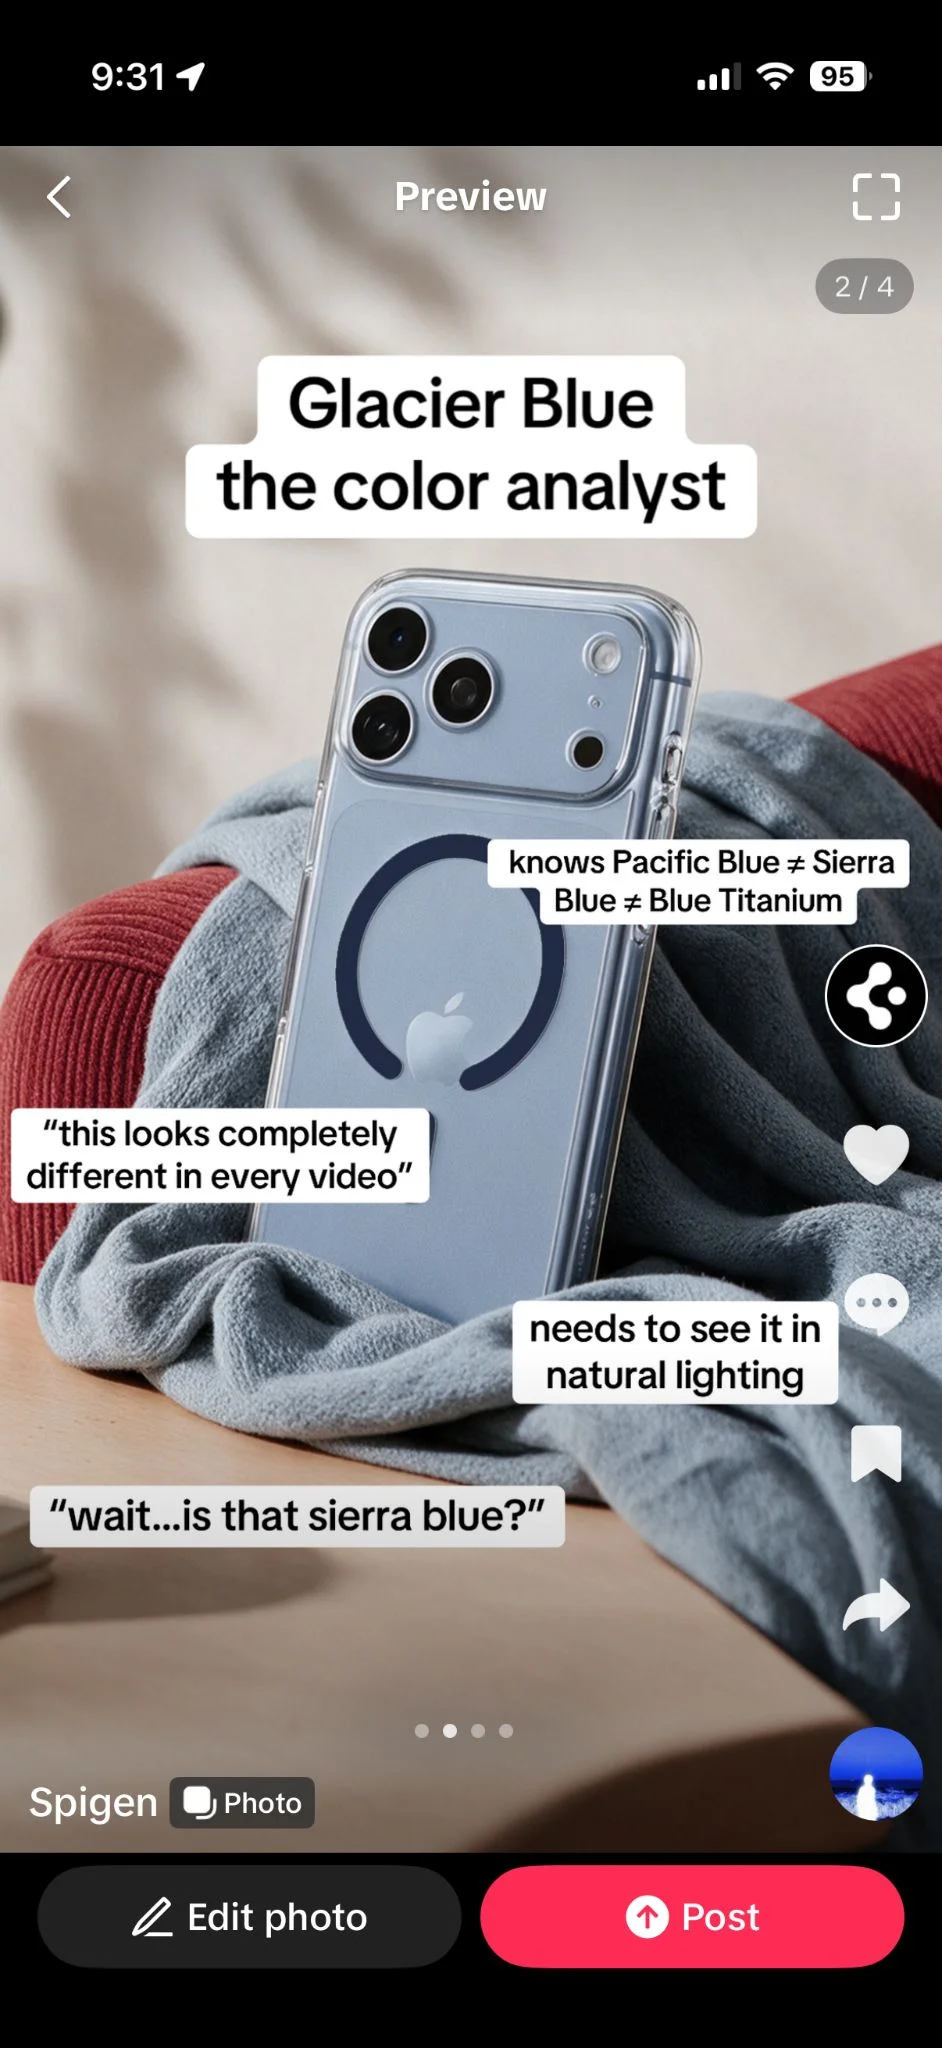 9:31
95
Preview
2 / 4
Glacier Blue
the color analyst
knows Pacific Blue ≠ Sierra
Blue ≠ Blue Titanium
“this looks completely
different in every video”
needs to see it in
natural lighting
“wait...is that sierra blue?”
Spigen
Photo
Edit photo
Post